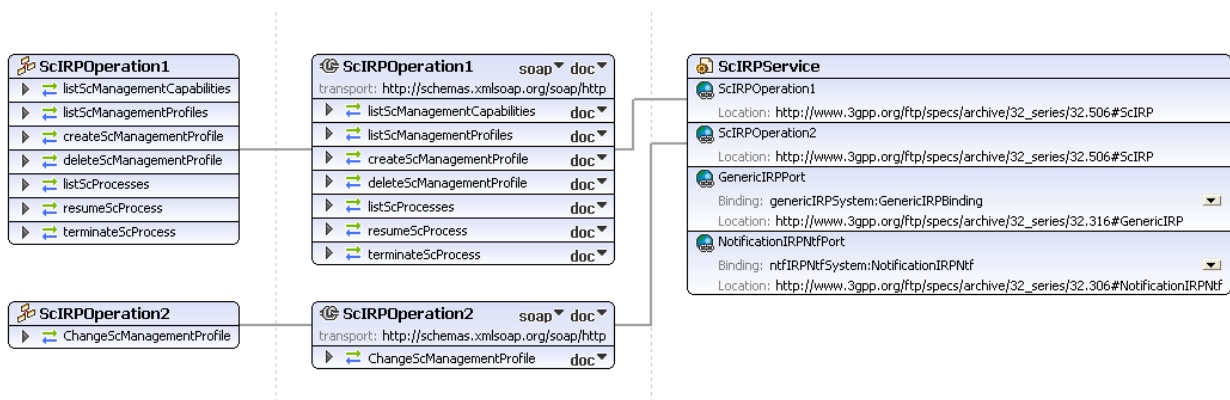 ScIRPOperation1
listScManagementCapabilities
listScManagementProfiles
createScManagementProfile
deleteScManagementProfile
listScProcesses
resumeScProcess
terminateScProcess
ScIRPOperation2
ChangeScManagementProfile
ScIRPOperation1 soap doc
transport: http://schemas.xmlsoap.org/soap/http
listScManagementCapabilities doc
listScManagementProfiles doc
createScManagementProfile doc
deleteScManagementProfile doc
listScProcesses doc
resumeScProcess doc
terminateScProcess doc
ScIRPOperation2 soap doc
transport: http://schemas.xmlsoap.org/soap/http
ChangeScManagementProfile doc
ScIRPService
ScIRPOperation1
Location: http://www.3gpp.org/ftp/specs/archive/32_series/32.506#ScIRP
ScIRPOperation2
Location: http://www.3gpp.org/ftp/specs/archive/32_series/32.506#ScIRP
GenericIRPPort
Binding: genericIRPSystem:GenericIRPBinding
Location: http://www.3gpp.org/ftp/specs/archive/32_series/32.316#GenericIRP
NotificationIRPNtfPort
Binding: ntfIRPNtfSystem:NotificationIRPNtf
Location: http://www.3gpp.org/ftp/specs/archive/32_series/32.306#NotificationIRPNtf